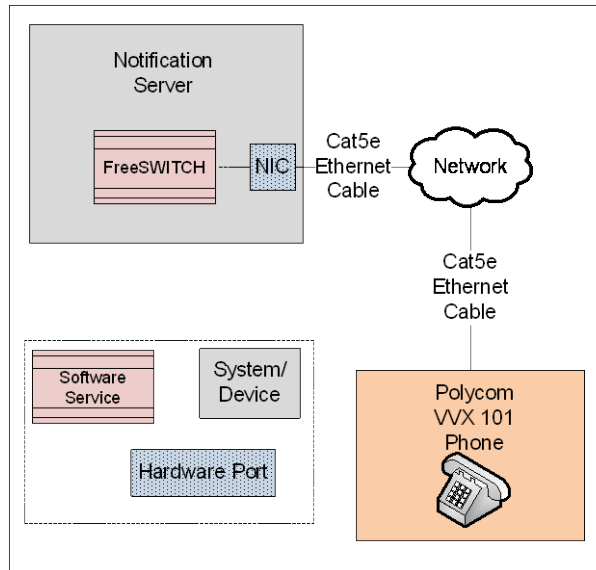 Notification
Server
FreeSWITCH
NIC
Cat5e
Ethernet
Cable
Network
Cat5e
Ethernet
Cable
Software
Service
System/
Device
Hardware Port
Polycom
VVX 101
Phone